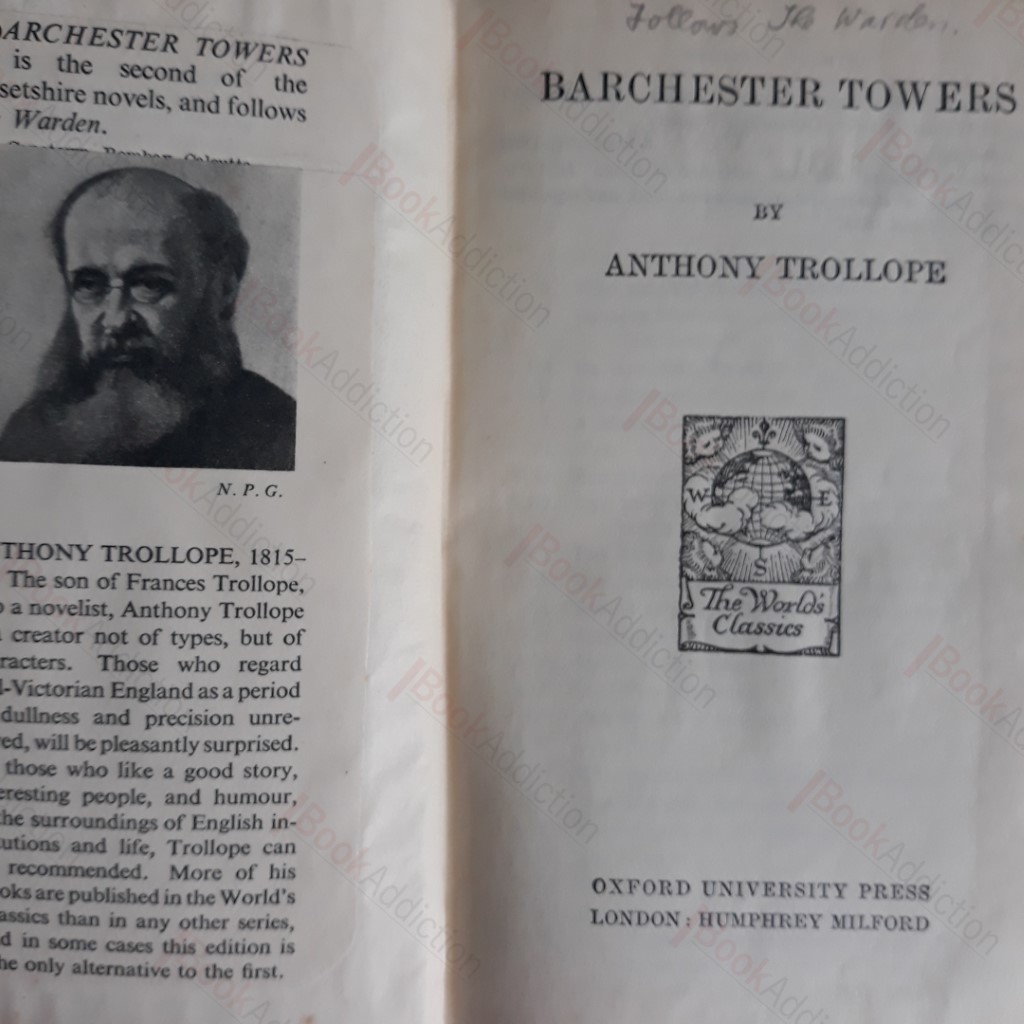 ARCHESTER TOWERS
is the second of the
setshire novels, and follows
Warden.
Bombay Calcutta
N. P. G.
THONY TROLLOPE, 1815–
The son of Frances Trollope,
a novelist, Anthony Trollope
creator not of types, but of
racters. Those who regard
-Victorian England as a period
dullness and precision unre-
ed, will be pleasantly surprised.
those who like a good story,
eresting people, and humour,
he surroundings of English in-
utions and life, Trollope can
recommended. More of his
oks are published in the World's
assics than in any other series,
d in some cases this edition is
he only alternative to the first.
Follows The Warden.
BARCHESTER TOWERS
BY
ANTHONY TROLLOPE
W E
S
The World's
Classics
OXFORD UNIVERSITY PRESS
LONDON : HUMPHREY MILFORD
BookAddiction